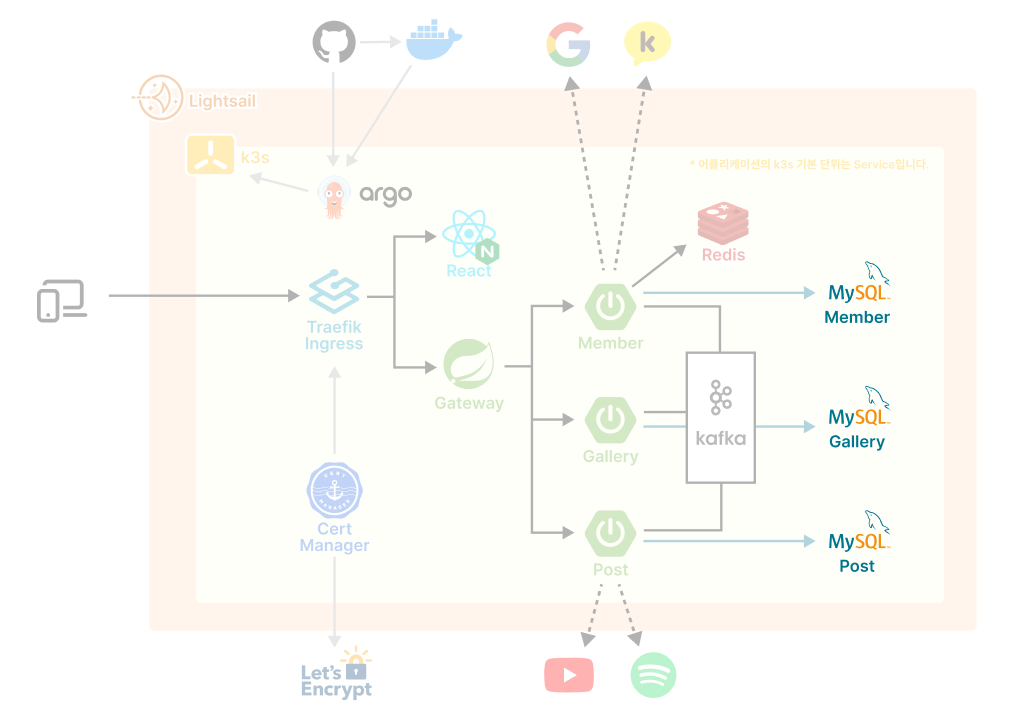 Lightsail
k3s
* 어플리케이션의 k3s 기본 단위는 Service입니다.
argo
React
Redis
MySQL
Member
Traefik
Ingress
Member
Gateway
kafka
MySQL
Gallery
Gallery
CERT
MANAGER
Cert
Manager
MySQL
Post
Post
Let's
Encrypt